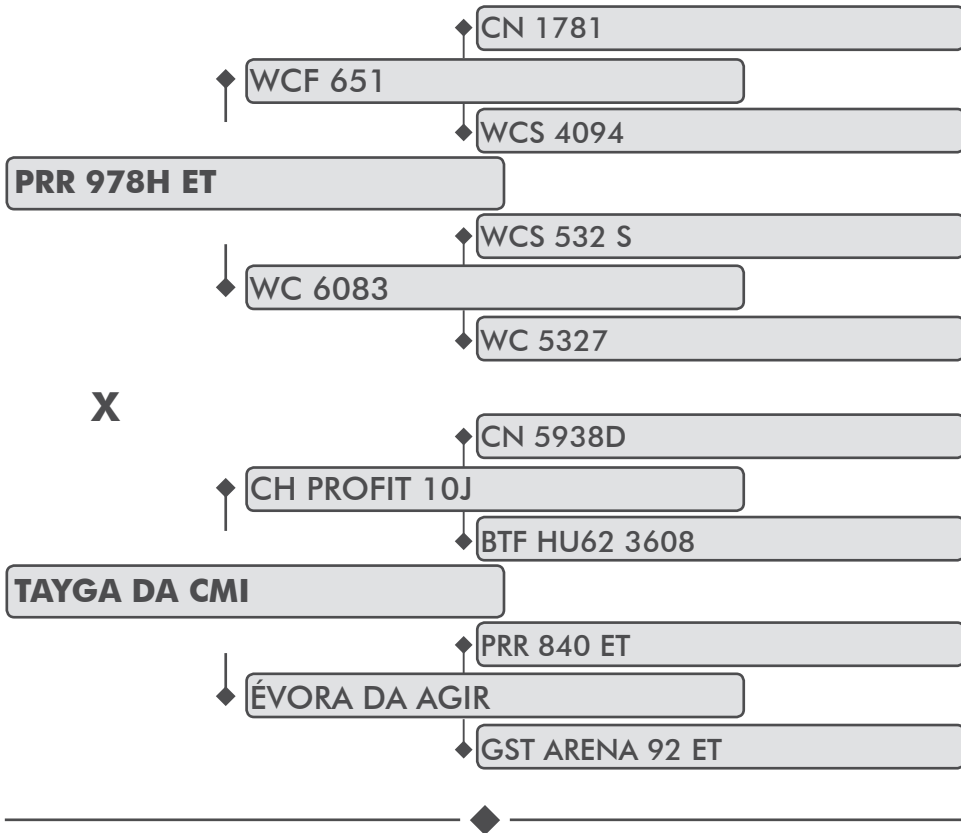 CN 1781
WCF 651
WCS 4094
PRR 978H ET
WCS 532 S
WC 6083
WC 5327
X
CN 5938D
CH PROFIT 10J
BTF HU62 3608
TAYGA DA CMI
PRR 840 ET
ÉVORA DA AGIR
GST ARENA 92 ET